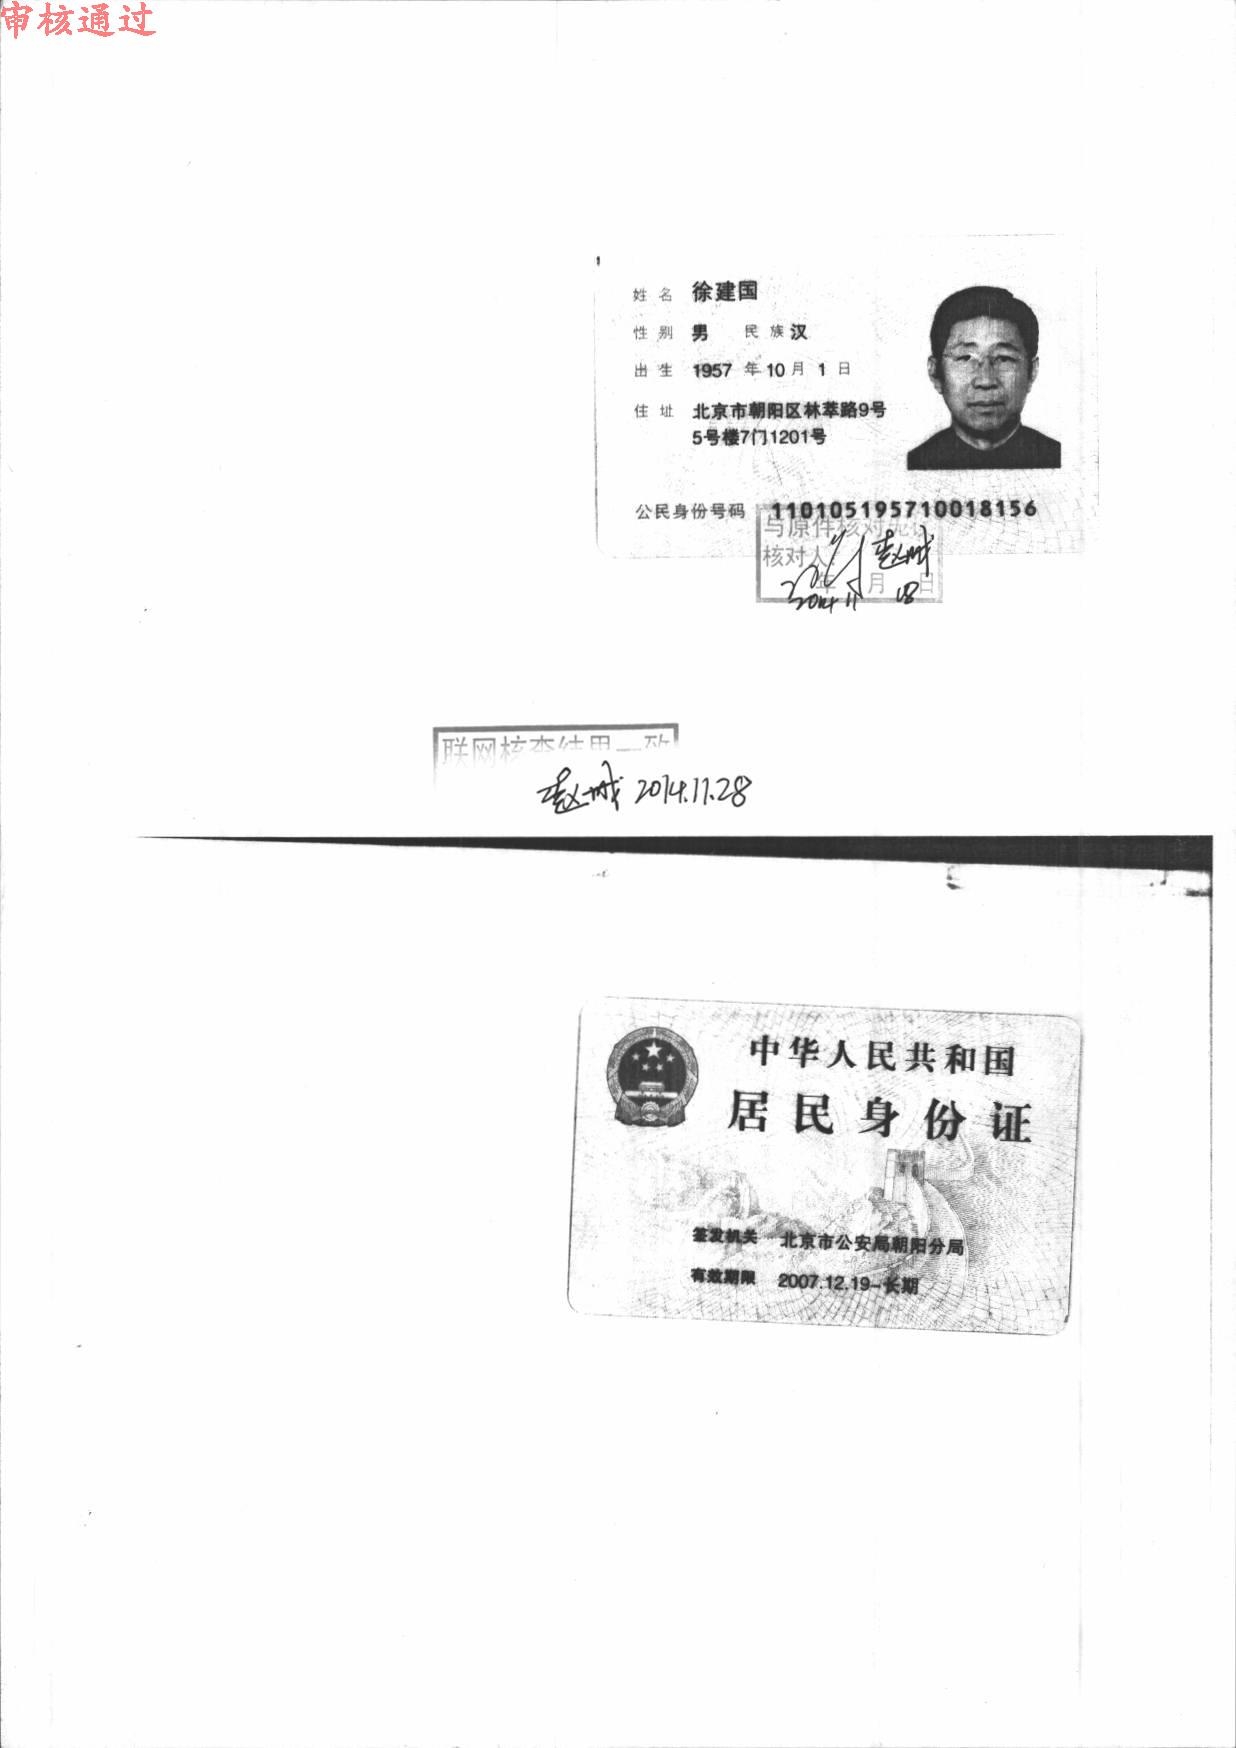 审核通过
姓名 徐建国
性别 男 民族 汉
出生 1957 年 10 月 1 日
住址 北京市朝阳区林萃路9号
5号楼7门1201号
公民身份号码 110105195710018156
与原件核对无误
核对人:
年 月 日
2014 11 28
联网核查结果一致
2014.11.28
中华人民共和国
居民身份证
签发机关 北京市公安局朝阳分局
有效期限 2007.12.19-长期